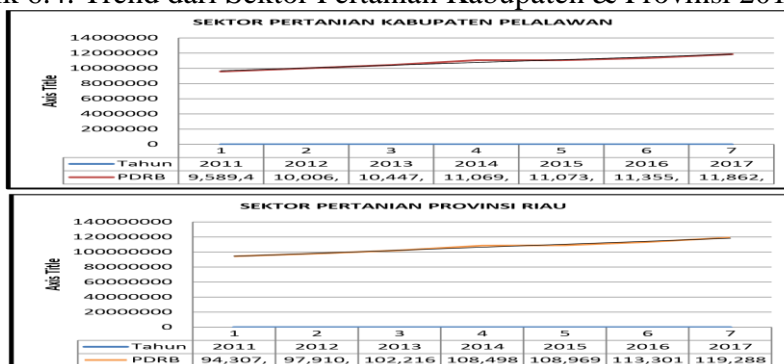 dari Sektor Pertanian Kabupaten & Provinsi
SEKTOR PERTANIAN KABUPATEN PELALAWAN
14000000
12000000
10000000
8000000
6000000
4000000
2000000
0
Axis Title
1 2 3 4 5 6 7
Tahun 2011 2012 2013 2014 2015 2016 2017
PDRB 9,589,4 10,006, 10,447, 11,069, 11,073, 11,355, 11,862,
SEKTOR PERTANIAN PROVINSI RIAU
140000000
120000000
100000000
80000000
60000000
40000000
20000000
0
Axis Title
1 2 3 4 5 6 7
Tahun 2011 2012 2013 2014 2015 2016 2017
PDRB 94,307, 97,910, 102,216 108,498 108,969 113,301 119,288